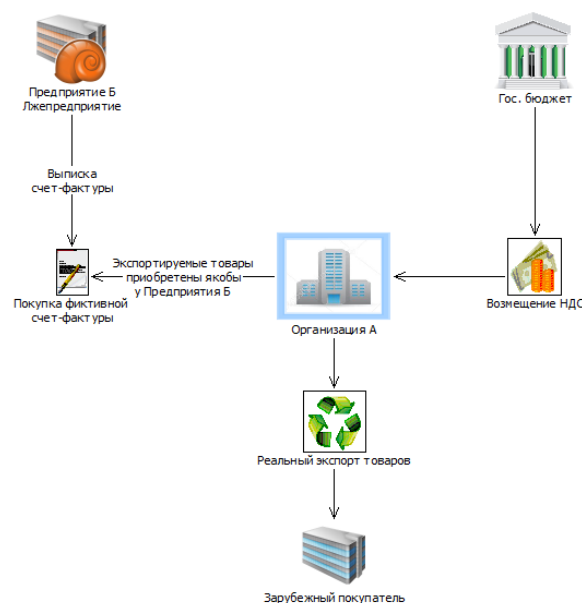 Предприятие Б
Лжепредприятие
Гос. бюджет
Выписка
счет-фактуры
Экспортируемые товары
приобретены якобы
у Предприятия Б
Покупка фиктивной
счет-фактуры
Организация А
Возмещение НДС
Реальный экспорт товаров
Зарубежный покупатель